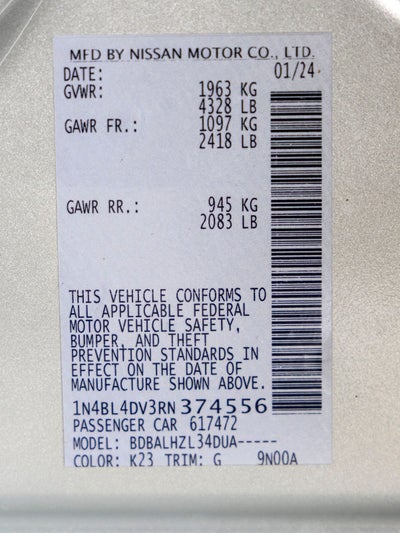 MFD BY NISSAN MOTOR CO., LTD.
DATE: 01/24
GVWR: 1963 KG
4328 LB
GAWR FR.: 1097 KG
2418 LB
GAWR RR.: 945 KG
2083 LB
THIS VEHICLE CONFORMS TO
ALL APPLICABLE FEDERAL
MOTOR VEHICLE SAFETY,
BUMPER, AND THEFT
PREVENTION STANDARDS IN
EFFECT ON THE DATE OF
MANUFACTURE SHOWN ABOVE.
1N4BL4DV3RN374556
PASSENGER CAR 617472
MODEL: BDBALHZL34DUA-----
COLOR: K23 TRIM: G 9N00A